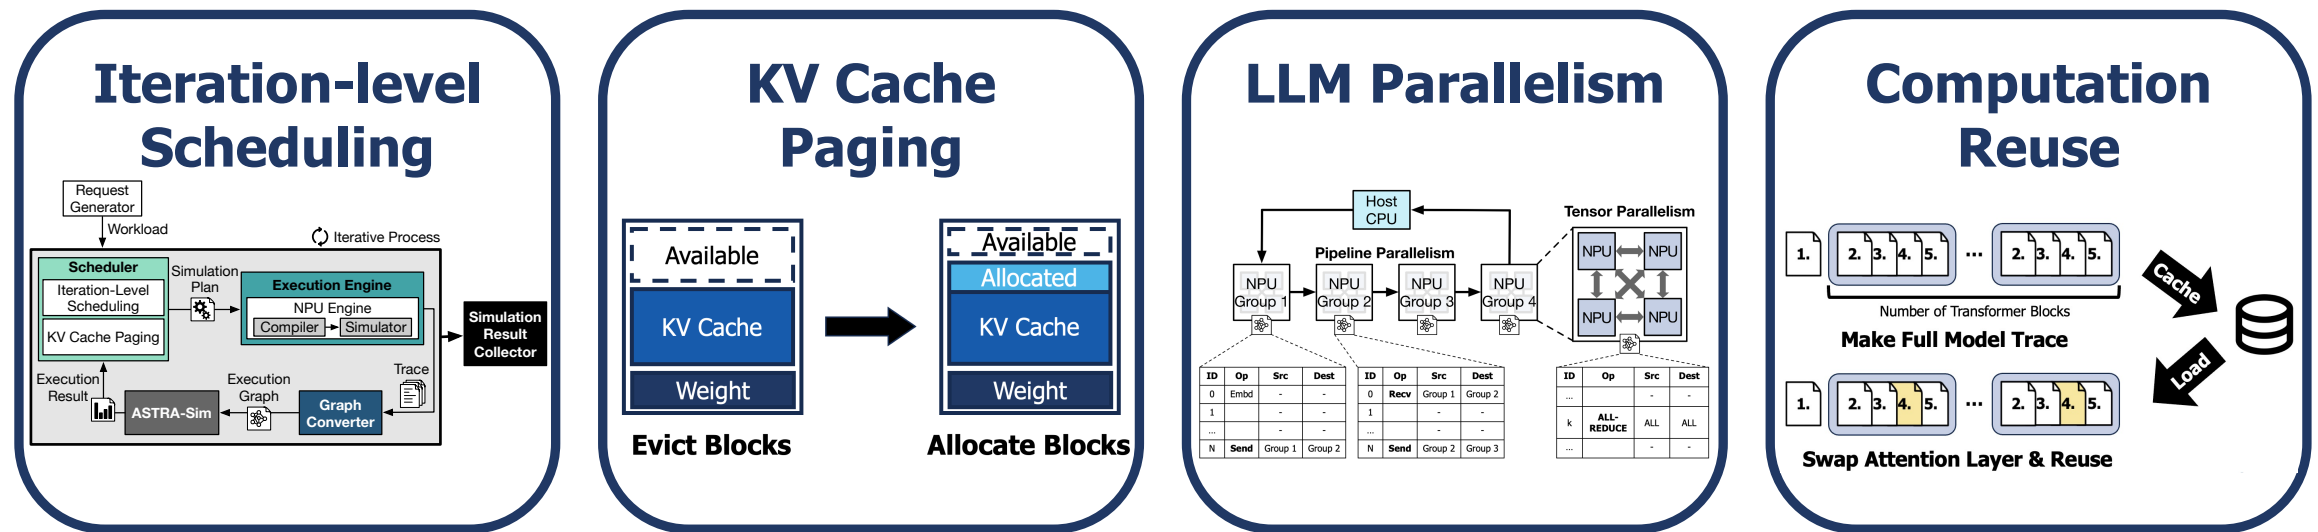 Iteration-level
Scheduling
Request
Generator
Workload
Iterative Process
Scheduler
Iteration-Level
Scheduling
KV Cache Paging
Simulation
Plan
Execution Engine
NPU Engine
Compiler
Simulator
Simulation
Result
Collector
Execution
Result
ASTRA-Sim
Execution
Graph
Graph
Converter
Trace
KV Cache
Paging
Available
KV Cache
Weight
Evict Blocks
Available
Allocated
KV Cache
Weight
Allocate Blocks
LLM Parallelism
Host
CPU
Pipeline Parallelism
NPU
Group 1
NPU
Group 2
NPU
Group 3
NPU
Group 4
Tensor Parallelism
NPU NPU
NPU NPU
ID Op Src Dest
0 Embd - -
1 - -
... - -
N Send Group 1 Group 2
ID Op Src Dest
0 Recv Group 1 Group 2
1 - -
... - -
N Send Group 2 Group 3
ID Op Src Dest
... - -
k ALL-REDUCE ALL ALL
... - -
Computation
Reuse
1. 2. 3. 4. 5. ... 2. 3. 4. 5.
Number of Transformer Blocks
Make Full Model Trace
Cache
Load
1. 2. 3. 4. 5. ... 2. 3. 4. 5.
Swap Attention Layer & Reuse